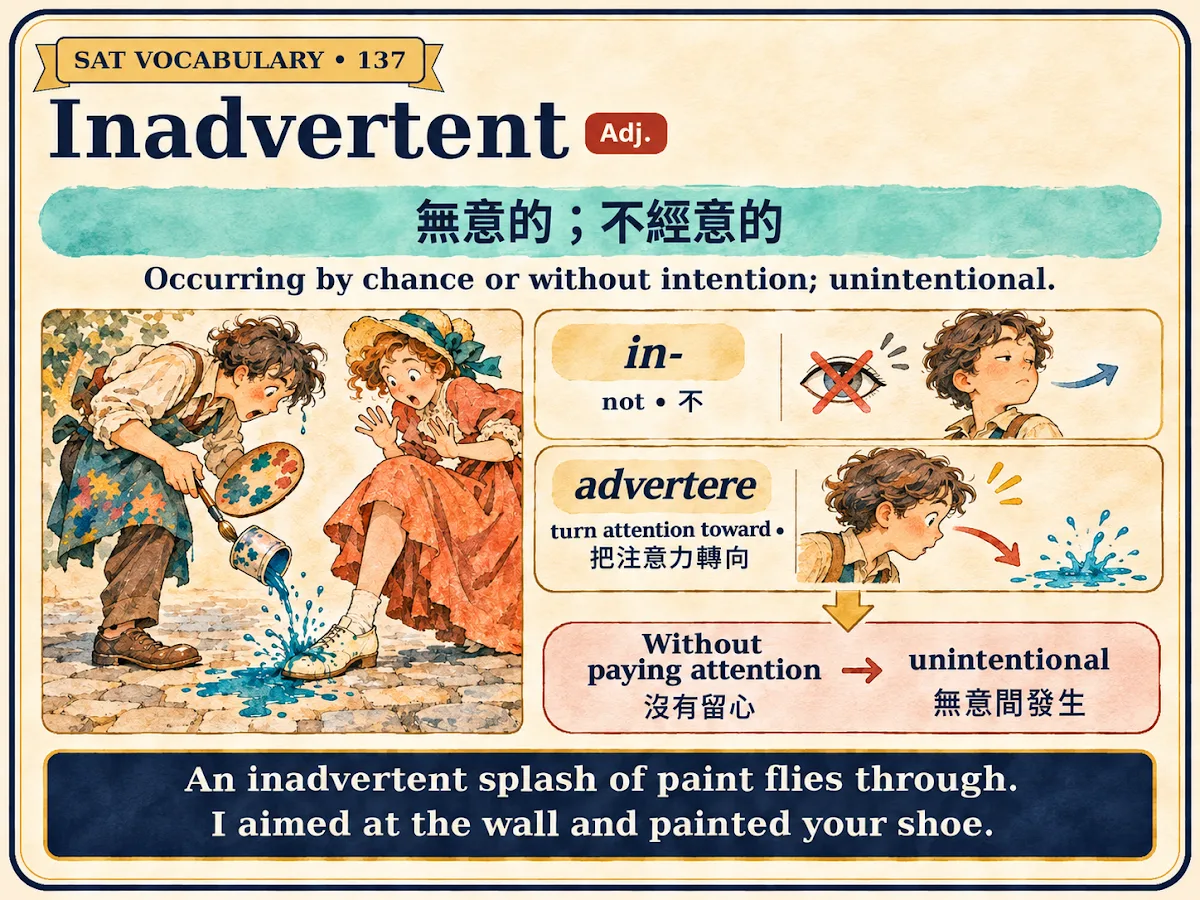 SAT VOCABULARY • 137
Inadvertent
Adj.
無意的；不經意的
Occurring by chance or without intention; unintentional.
in-
not • 不
advertere
turn attention toward •
把注意力轉向
Without
paying attention
沒有留心
unintentional
無意間發生
An inadvertent splash of paint flies through.
I aimed at the wall and painted your shoe.